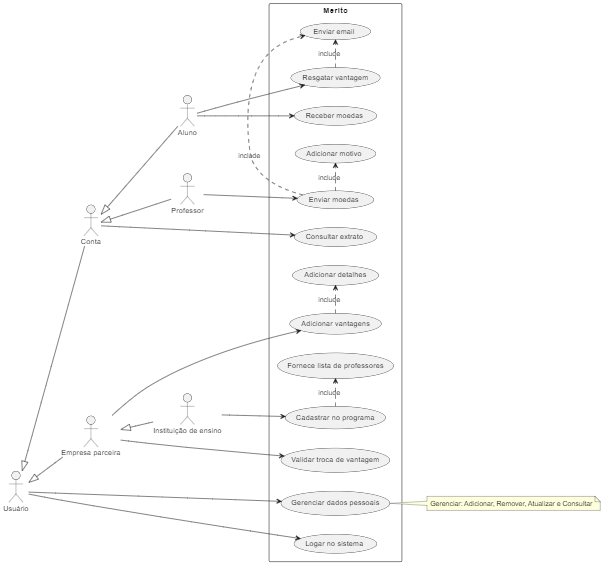 Merito
Enviar email
include
Resgatar vantagem
Receber moedas
Aluno
Adicionar motivo
include
include
Enviar moedas
Professor
Consultar extrato
Conta
Adicionar detalhes
include
Adicionar vantagens
Fornece lista de professores
include
Cadastrar no programa
Instituição de ensino
Empresa parceira
Validar troca de vantagem
Gerenciar dados pessoais
Gerenciar: Adicionar, Remover, Atualizar e Consultar
Usuário
Logar no sistema